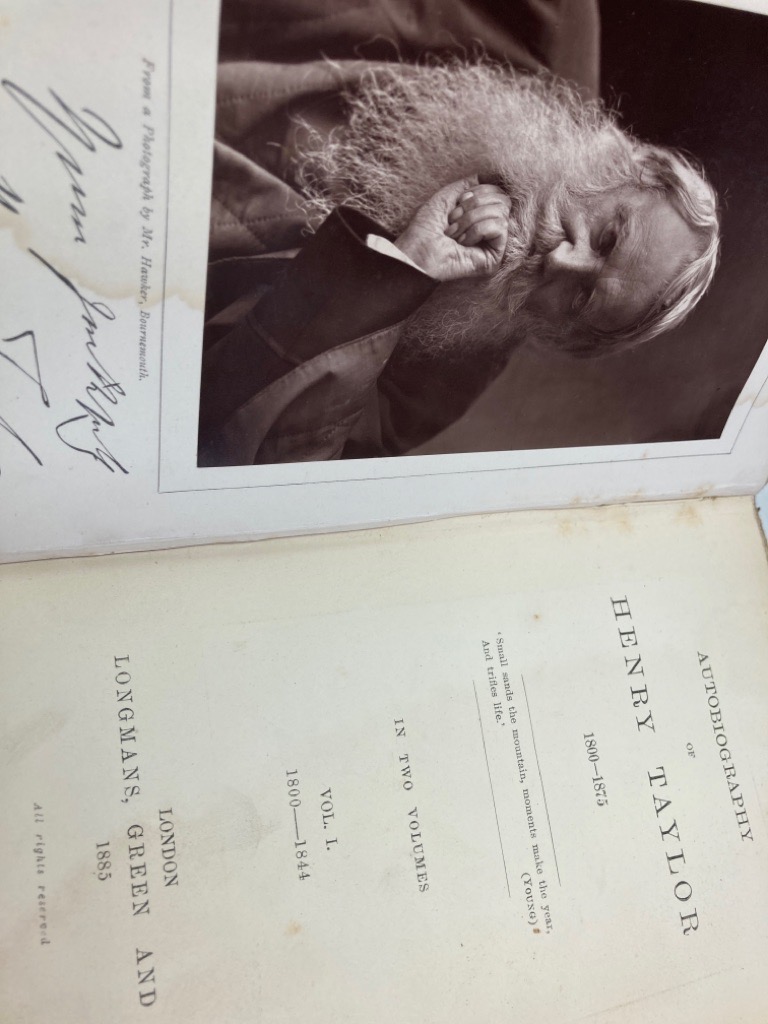 From a Photograph by Mr. Hawker, Bournemouth.
AUTOBIOGRAPHY
OF
HENRY TAYLOR
1800—1875
'Small sands the mountain, moments make the year,
And trifles life.'
(YOUNG)
IN TWO VOLUMES
VOL. I.
1800—1844
LONDON
LONGMANS, GREEN AND
1885
All rights reserved